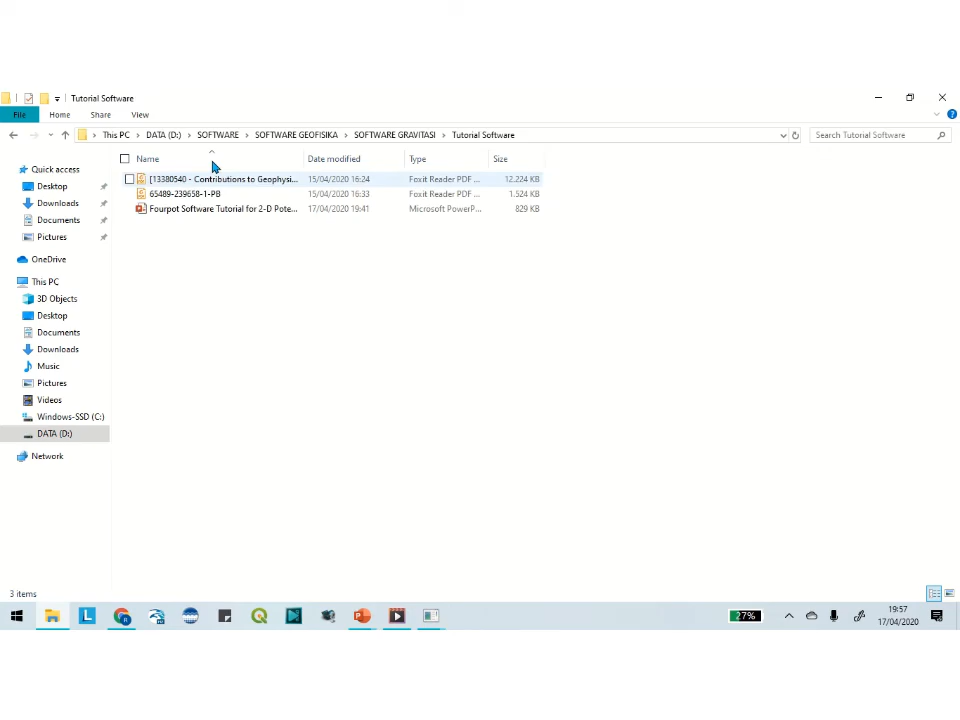 Tutorial Software
File Home Share View
This PC DATA (D:) SOFTWARE SOFTWARE GEOFISIKA SOFTWARE GRAVITASI Tutorial Software Search Tutorial Software
Name Date modified Type Size
[13380540 - Contributions to Geophysi... 15/04/2020 16:24 Foxit Reader PDF ... 12.224 KB
65489-239658-1-PB 15/04/2020 16:33 Foxit Reader PDF ... 1.524 KB
Fourpot Software Tutorial for 2-D Pote... 17/04/2020 19:41 Microsoft PowerP... 829 KB
Quick access
Desktop
Downloads
Documents
Pictures
OneDrive
This PC
3D Objects
Desktop
Documents
Downloads
Music
Pictures
Videos
Windows-SSD (C:)
DATA (D:)
Network
3 items
27%
19:57
17/04/2020